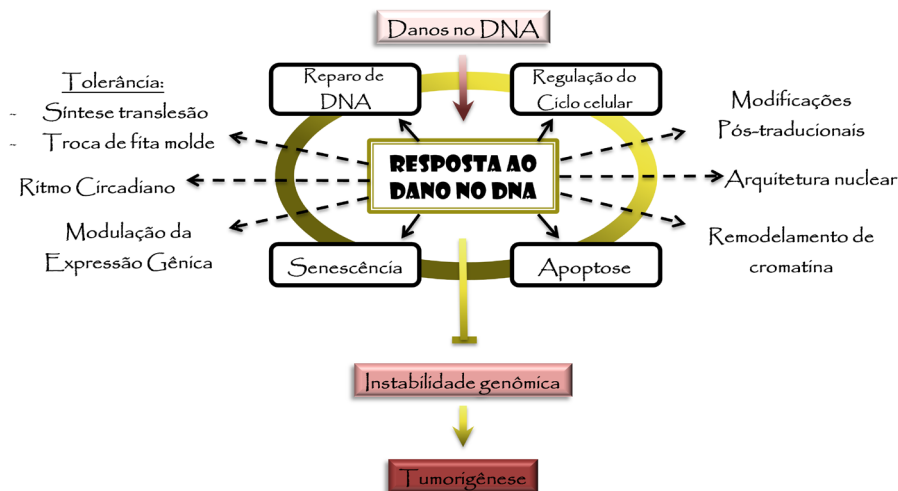 Danos no DNA
Tolerância:
- Síntese translesão
- Troca de fita molde
Ritmo Circadiano
Modulação da
Expressão Gênica
Reparo de
DNA
Regulação do
Ciclo celular
RESPOSTA AO
DANO NO DNA
Senescência
Apoptose
Modificações
Pós-traducionais
Arquitetura nuclear
Remodelamento de
cromatina
Instabilidade genômica
Tumorigênese